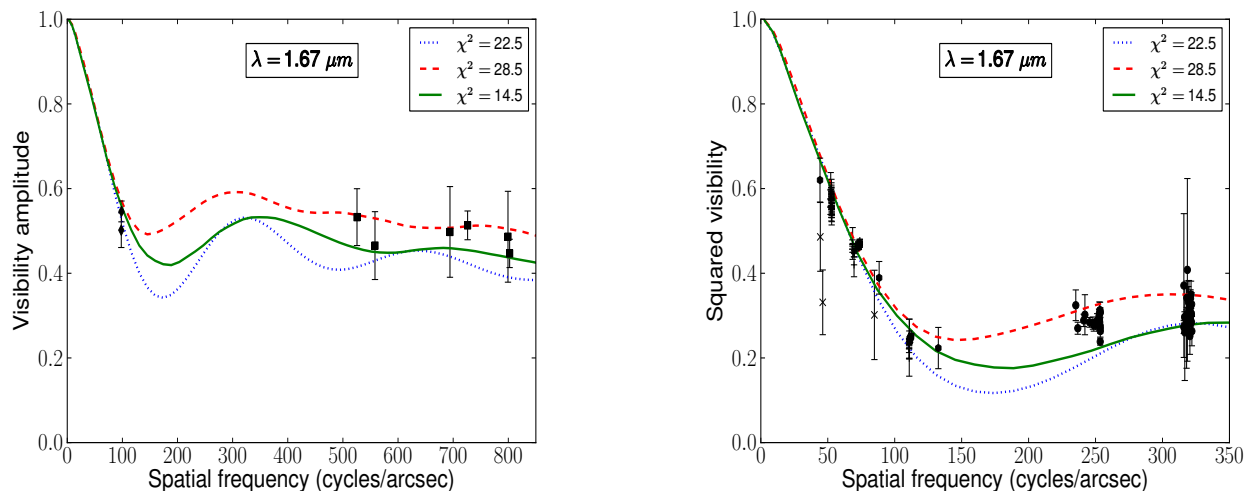 λ = 1.67 μm
χ² = 22.5
χ² = 28.5
χ² = 14.5
Visibility amplitude
1.0
0.8
0.6
0.4
0.2
0.0
0 100 200 300 400 500 600 700 800
Spatial frequency (cycles/arcsec)
λ = 1.67 μm
χ² = 22.5
χ² = 28.5
χ² = 14.5
Squared visibility
1.0
0.8
0.6
0.4
0.2
0.0
0 50 100 150 200 250 300 350
Spatial frequency (cycles/arcsec)